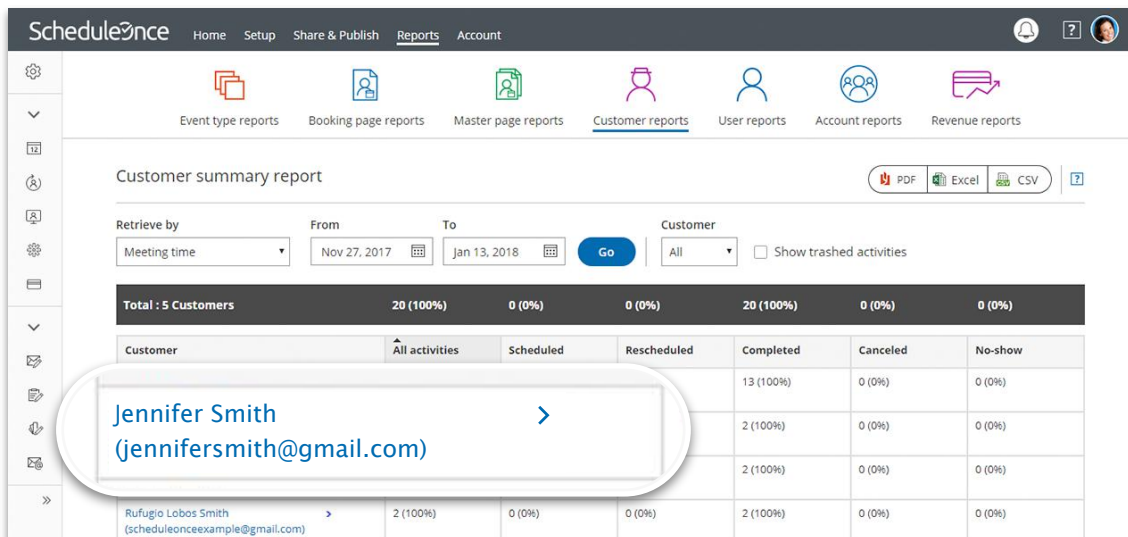 ScheduleOnce Home Setup Share & Publish Reports Account ?
Event type reports Booking page reports Master page reports Customer reports User reports Account reports Revenue reports
12
Customer summary report PDF Excel CSV ?
Retrieve by From To Customer
Meeting time Nov 27, 2017 Jan 13, 2018 Go All Show trashed activities
Total : 5 Customers 20 (100%) 0 (0%) 0 (0%) 20 (100%) 0 (0%) 0 (0%)
Customer All activities Scheduled Rescheduled Completed Canceled No-show
13 (100%) 0 (0%) 0 (0%)
Jennifer Smith
(jennifersmith@gmail.com)
2 (100%) 0 (0%) 0 (0%)
2 (100%) 0 (0%) 0 (0%)
Rufugio Lobos Smith 2 (100%) 0 (0%) 0 (0%) 2 (100%) 0 (0%) 0 (0%)
(scheduleonceexample@gmail.com)